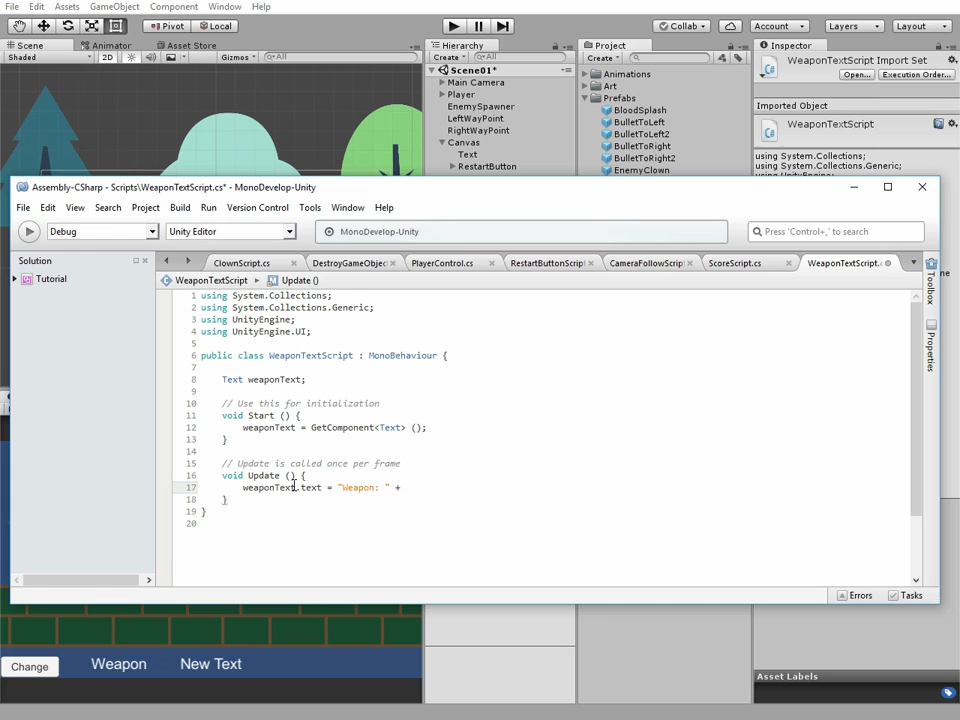 File Edit Assets GameObject Component Window Help
Pivot Local Collab Account Layers Layout
Scene Animator Asset Store
Shaded 2D Gizmos All
Hierarchy
Create All
Scene01*
Main Camera
Player
EnemySpawner
LeftWayPoint
RightWayPoint
Canvas
Text
RestartButton
Project
Create
Animations
Art
Prefabs
BloodSplash
BulletToLeft
BulletToLeft2
BulletToRight
BulletToRight2
EnemyClown
Inspector
WeaponTextScript Import Set
Open... Execution Order...
Imported Object
WeaponTextScript
using System.Collections;
using System.Collections.Generic;
Assembly-CSharp - Scripts\WeaponTextScript.cs* - MonoDevelop-Unity
File Edit View Search Project Build Run Version Control Tools Window Help
Debug Unity Editor MonoDevelop-Unity Press 'Control+,' to search
Solution
Tutorial
ClownScript.cs DestroyGameObjec PlayerControl.cs RestartButtonScrip CameraFollowScrip ScoreScript.cs WeaponTextScript.
WeaponTextScript Update ()
1 using System.Collections;
2 using System.Collections.Generic;
3 using UnityEngine;
4 using UnityEngine.UI;
5
6 public class WeaponTextScript : MonoBehaviour {
7
8 Text weaponText;
9
10 // Use this for initialization
11 void Start () {
12 weaponText = GetComponent<Text> ();
13 }
14
15 // Update is called once per frame
16 void Update () {
17 weaponText.text = "Weapon: " +
18 }
19 }
20
Toolbox
Properties
Errors Tasks
Change Weapon New Text
Asset Labels